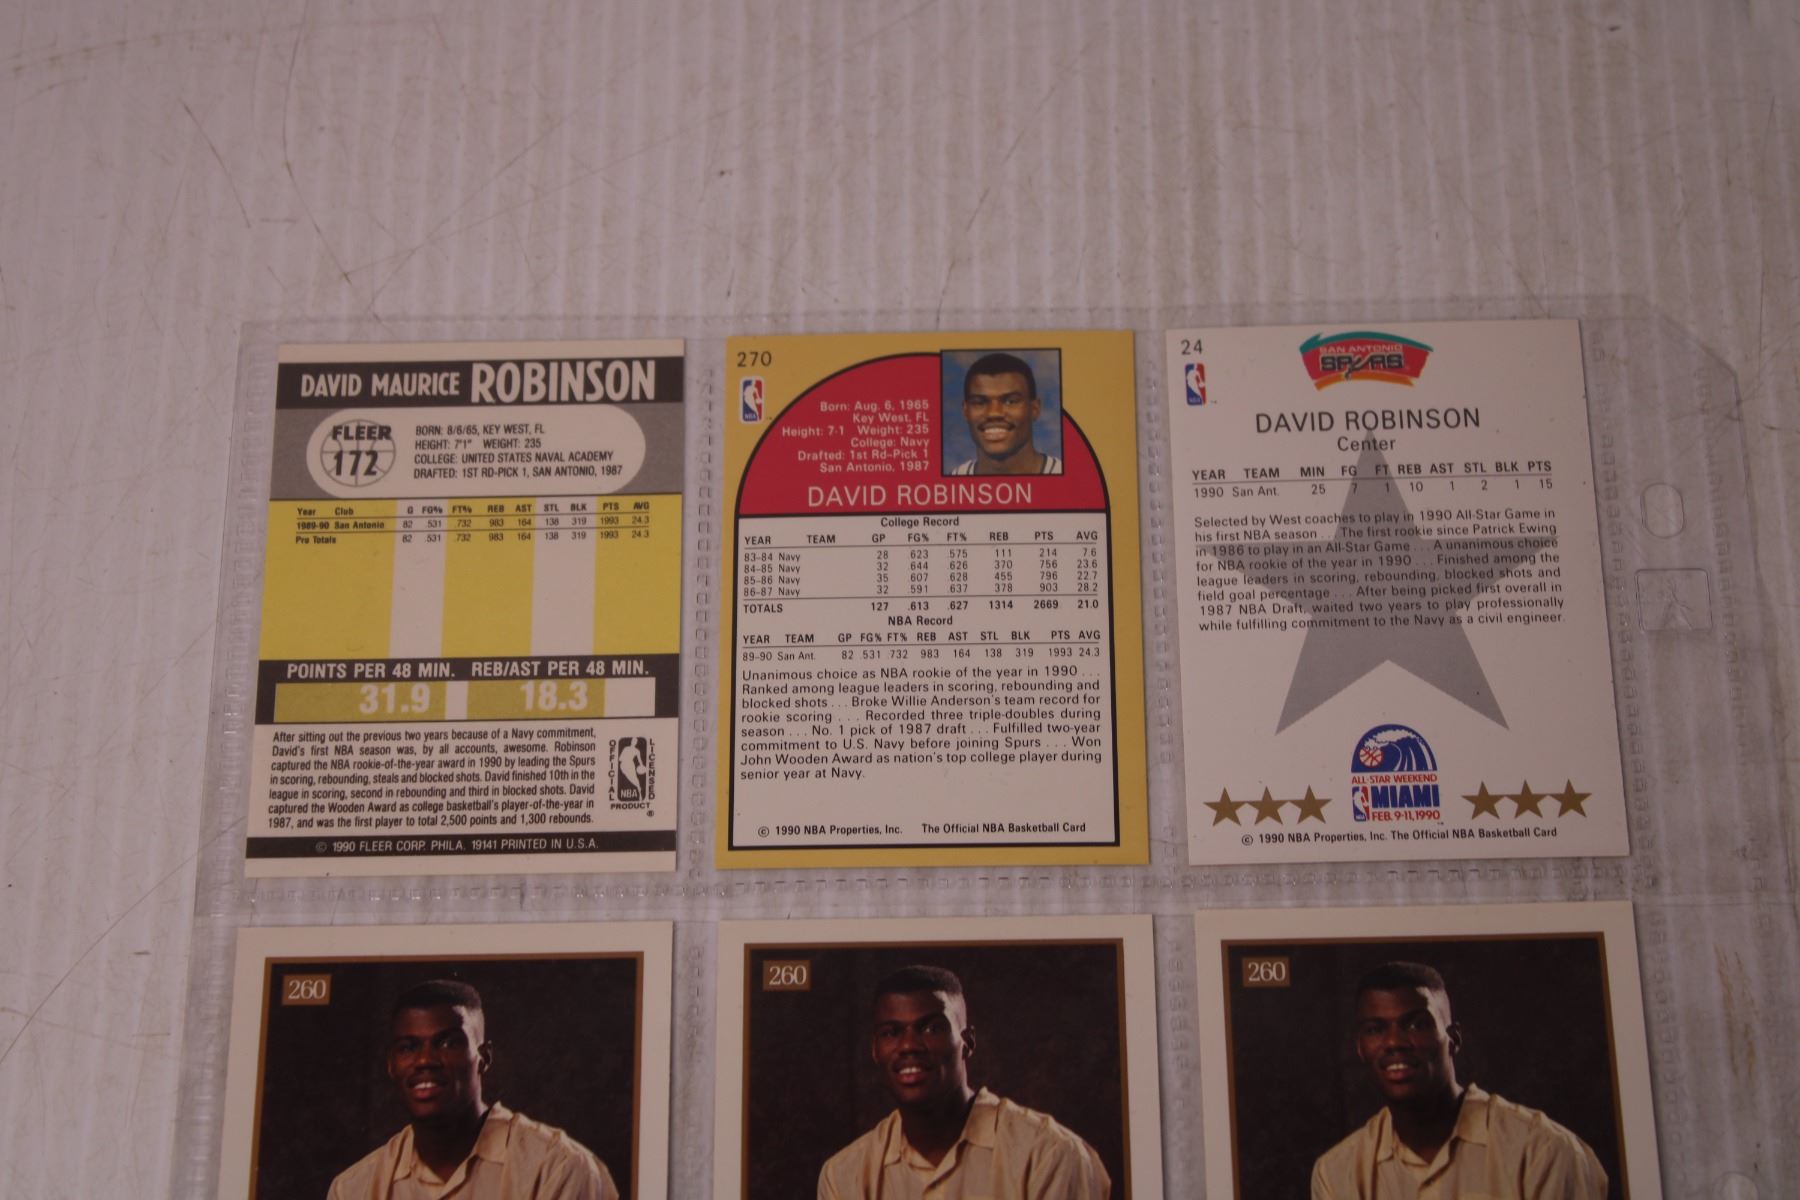 DAVID MAURICE ROBINSON
FLEER
172
BORN: 8/6/65, KEY WEST, FL
HEIGHT: 7'1" WEIGHT: 235
COLLEGE: UNITED STATES NAVAL ACADEMY
DRAFTED: 1ST RD-PICK 1, SAN ANTONIO, 1987
Year Club G FG% FT% REB AST STL BLK PTS AVG
1989-90 San Antonio 82 .531 .732 983 164 138 319 1993 24.3
Pro Totals 82 .531 .732 983 164 138 319 1993 24.3
POINTS PER 48 MIN. REB/AST PER 48 MIN.
31.9 18.3
After sitting out the previous two years because of a Navy commitment,
David's first NBA season was, by all accounts, awesome. Robinson
captured the NBA rookie-of-the-year award in 1990 by leading the Spurs
in scoring, rebounding, steals and blocked shots. David finished 10th in the
league in scoring, second in rebounding and third in blocked shots. David
captured the Wooden Award as college basketball's player-of-the-year in
1987, and was the first player to total 2,500 points and 1,300 rebounds.
OFFICIAL LICENSED
NBA
PRODUCT
®
© 1990 FLEER CORP. PHILA. 19141 PRINTED IN U.S.A.
270
NBA
Born: Aug. 6, 1965
Key West, FL
Height: 7-1 Weight: 235
College: Navy
Drafted: 1st Rd-Pick 1
San Antonio, 1987
DAVID ROBINSON
College Record
YEAR TEAM GP FG% FT% REB PTS AVG
83-84 Navy 28 .623 .575 111 214 7.6
84-85 Navy 32 .644 .626 370 756 23.6
85-86 Navy 35 .607 .628 455 796 22.7
86-87 Navy 32 .591 .637 378 903 28.2
TOTALS 127 .613 .627 1314 2669 21.0
NBA Record
YEAR TEAM GP FG% FT% REB AST STL BLK PTS AVG
89-90 San Ant. 82 .531 .732 983 164 138 319 1993 24.3
Unanimous choice as NBA rookie of the year in 1990 . . .
Ranked among league leaders in scoring, rebounding and
blocked shots . . . Broke Willie Anderson's team record for
rookie scoring . . . Recorded three triple-doubles during
season . . . No. 1 pick of 1987 draft . . . Fulfilled two-year
commitment to U.S. Navy before joining Spurs . . . Won
John Wooden Award as nation's top college player during
senior year at Navy.
© 1990 NBA Properties, Inc. The Official NBA Basketball Card
24
NBA
SAN ANTONIO
SPURS
DAVID ROBINSON
Center
YEAR TEAM MIN FG FT REB AST STL BLK PTS
1990 San Ant. 25 7 1 10 1 2 1 15
Selected by West coaches to play in 1990 All-Star Game in
his first NBA season . . . The first rookie since Patrick Ewing
in 1986 to play in an All-Star Game . . . A unanimous choice
for NBA rookie of the year in 1990 . . . Finished among the
league leaders in scoring, rebounding, blocked shots and
field goal percentage . . . After being picked first overall in
1987 NBA Draft, waited two years to play professionally
while fulfilling commitment to the Navy as a civil engineer.
ALL-STAR WEEKEND
MIAMI
FEB. 9-11, 1990
© 1990 NBA Properties, Inc. The Official NBA Basketball Card
260
260
260